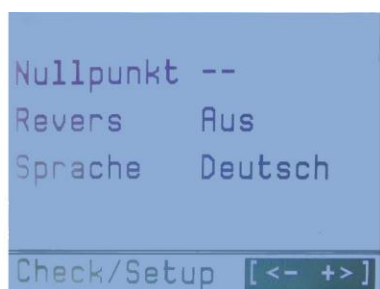 Nullpunkt --
Revers Aus
Sprache Deutsch
Check/Setup [<- +>]